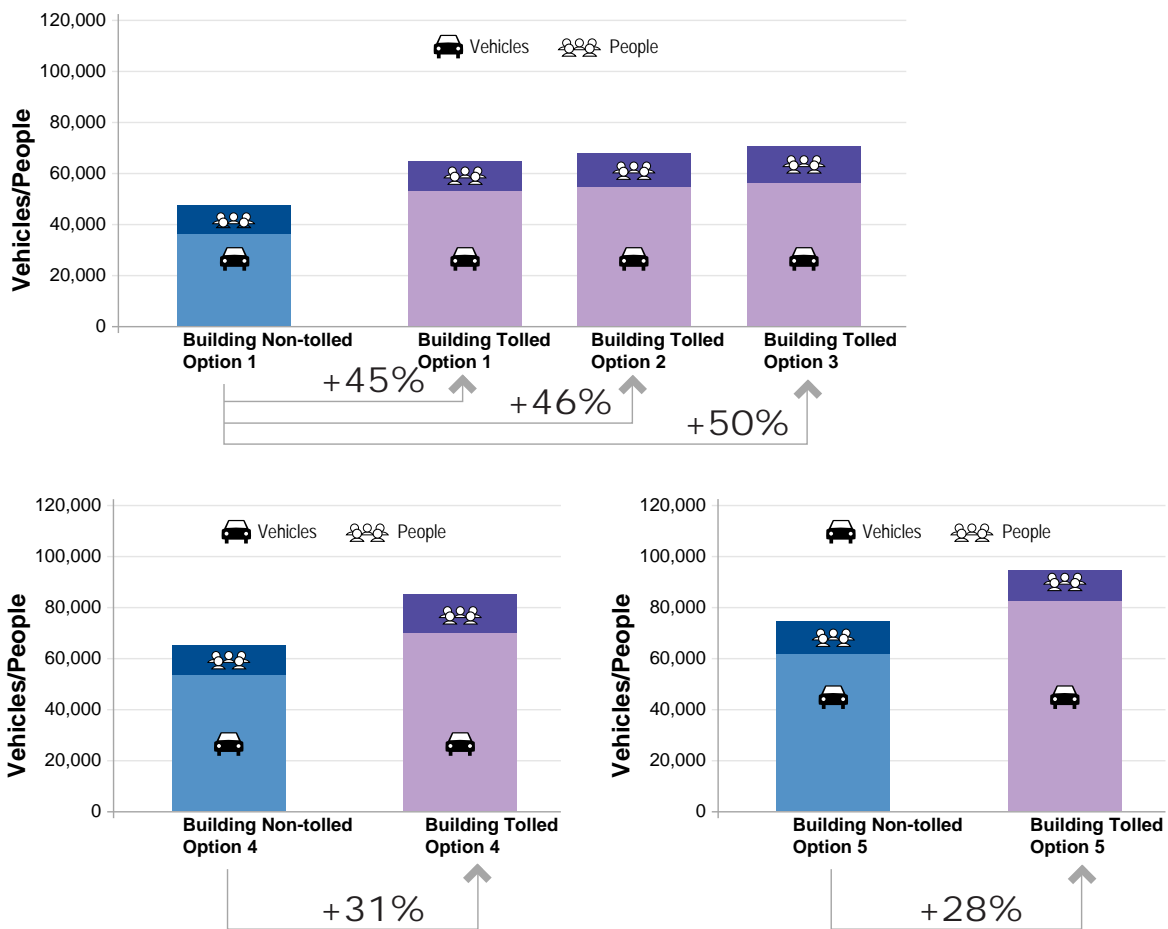 120,000
100,000
80,000
60,000
40,000
20,000
0
Vehicles/People
Vehicles People
Building Non-tolled
Option 1
Building Tolled
Option 1
Building Tolled
Option 2
Building Tolled
Option 3
+45%
+46%
+50%
120,000
100,000
80,000
60,000
40,000
20,000
0
Vehicles/People
Vehicles People
Building Non-tolled
Option 4
Building Tolled
Option 4
+31%
120,000
100,000
80,000
60,000
40,000
20,000
0
Vehicles/People
Vehicles People
Building Non-tolled
Option 5
Building Tolled
Option 5
+28%